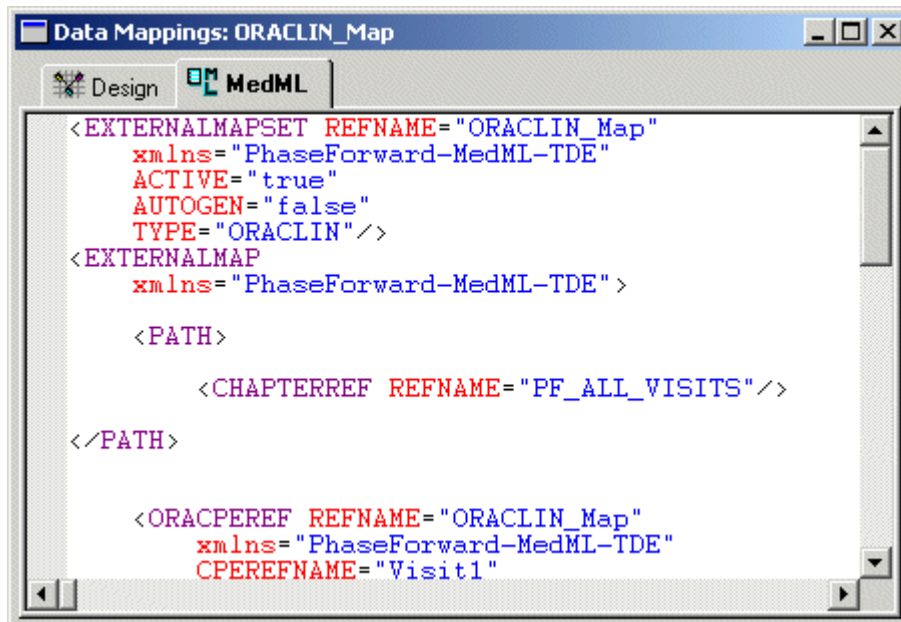 Data Mappings: ORACLIN_Map
Design MedML
<EXTERNALMAPSET REFNAME="ORACLIN_Map"
xmlns="PhaseForward-MedML-TDE"
ACTIVE="true"
AUTOGEN="false"
TYPE="ORACLIN"/>
<EXTERNALMAP
xmlns="PhaseForward-MedML-TDE">
<PATH>
<CHAPTERREF REFNAME="PF_ALL_VISITS"/>
</PATH>
<ORACPEREF REFNAME="ORACLIN_Map"
xmlns="PhaseForward-MedML-TDE"
CPEREFNAME="Visit1"